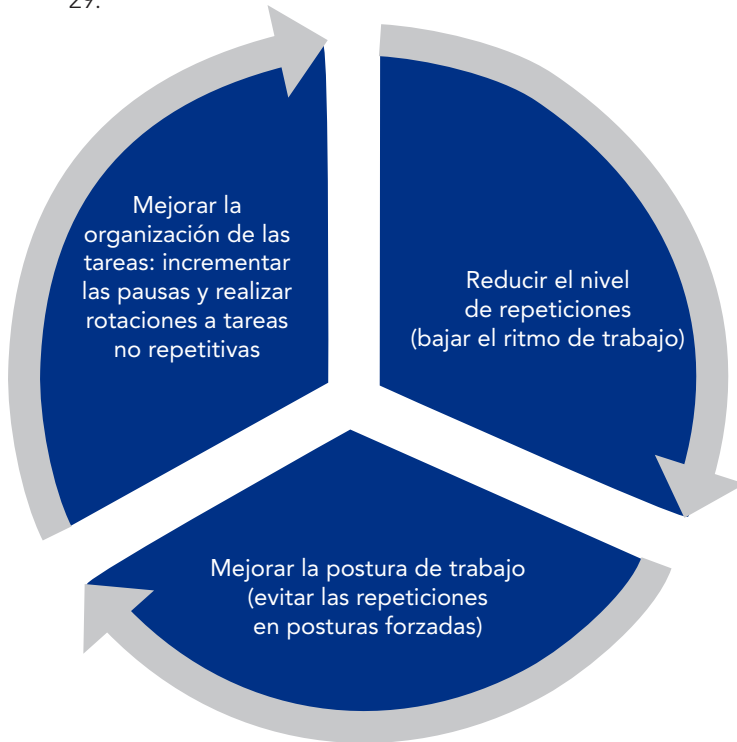 29.
Mejorar la
organización de las
tareas: incrementar
las pausas y realizar
rotaciones a tareas
no repetitivas
Reducir el nivel
de repeticiones
(bajar el ritmo de trabajo)
Mejorar la postura de trabajo
(evitar las repeticiones
en posturas forzadas)